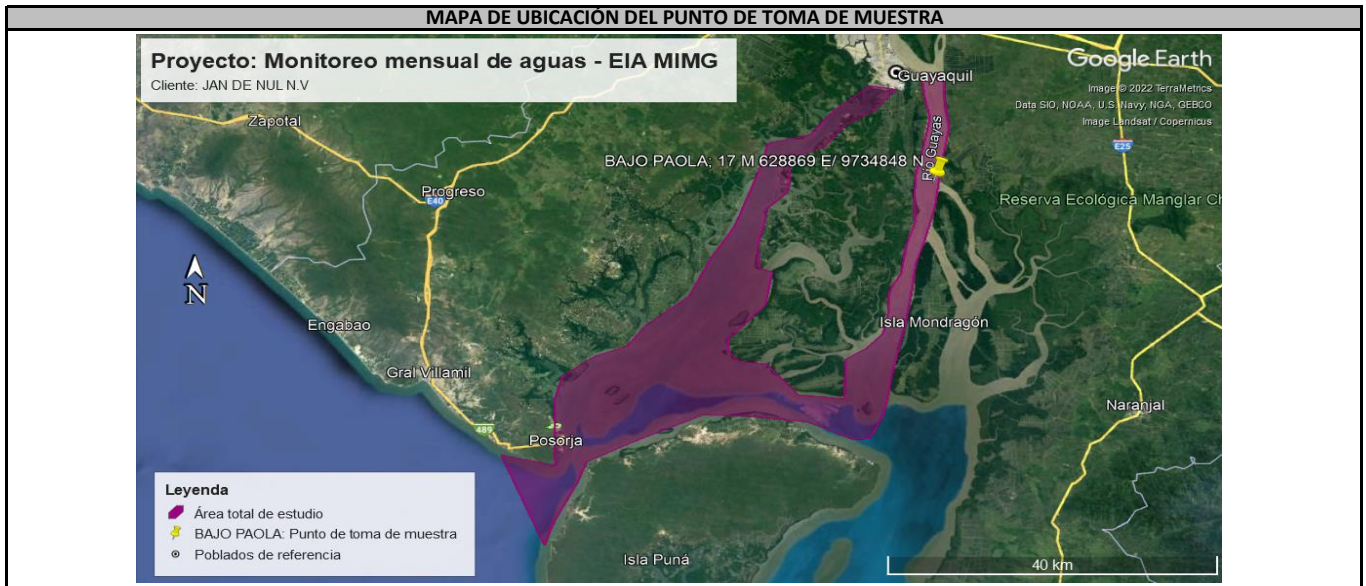 MAPA DE UBICACIÓN DEL PUNTO DE TOMA DE MUESTRA
Proyecto: Monitoreo mensual de aguas - EIA MIMG
Cliente: JAN DE NUL N.V
Google Earth
Image © 2022 TerraMetrics
Data SIO, NOAA, U.S. Navy, NGA, GEBCO
Image Landsat / Copernicus
Guayaquil
Zapotal
E25
BAJO PAOLA; 17 M 628869 E/ 9734848 N
Río Guayas
Progreso
E40
Reserva Ecológica Manglar Ch
N
Engabao
Isla Mondragón
Gral Villamil
Naranjal
489
Posorja
Leyenda
Área total de estudio
BAJO PAOLA: Punto de toma de muestra
Poblados de referencia
Isla Puná
40 km